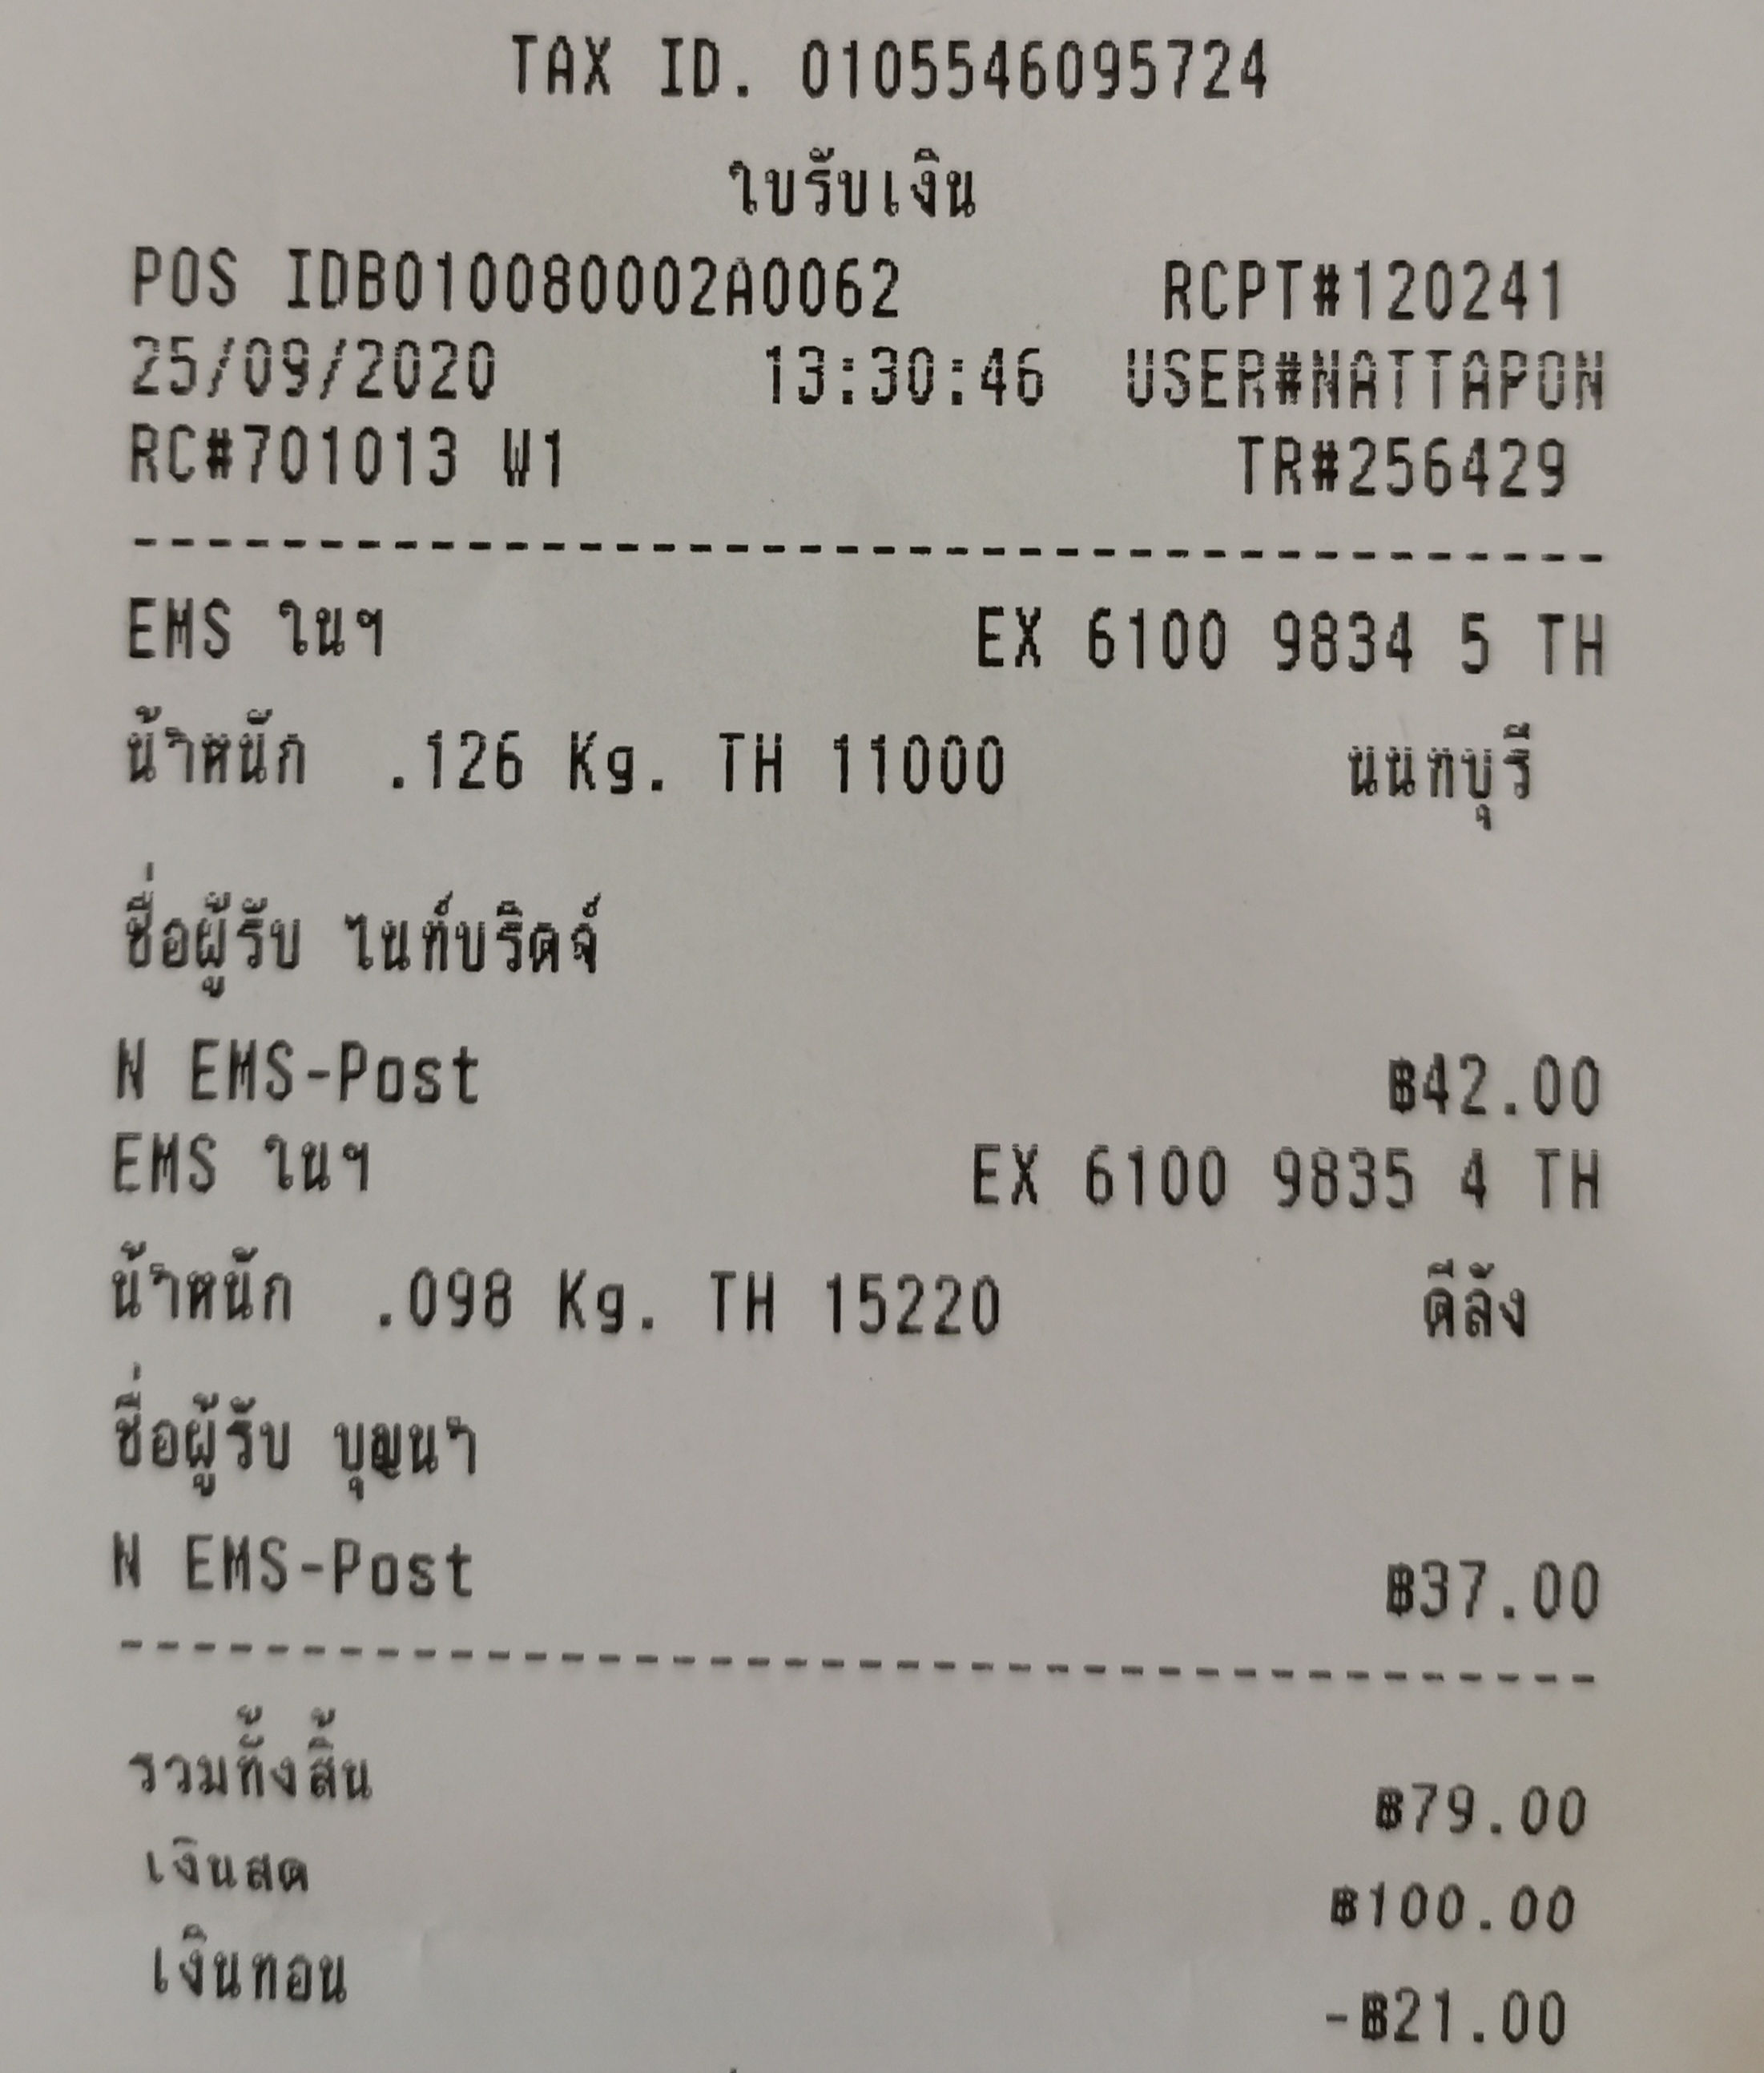 TAX ID. 0105546095724
ใบรับเงิน
POS IDB010080002A0062 RCPT#120241
25/09/2020 13:30:46 USER#NATTAPON
RC#701013 W1 TR#256429
--------------------------------
EMS ในฯ EX 6100 9834 5 TH
น้ำหนัก .126 Kg. TH 11000 นนทบุรี
ชื่อผู้รับ ไนท์บริดจ์
N EMS-Post ฿42.00
EMS ในฯ EX 6100 9835 4 TH
น้ำหนัก .098 Kg. TH 15220 ดีลัง
ชื่อผู้รับ บุญนำ
N EMS-Post ฿37.00
--------------------------------
รวมทั้งสิ้น ฿79.00
เงินสด ฿100.00
เงินทอน -฿21.00